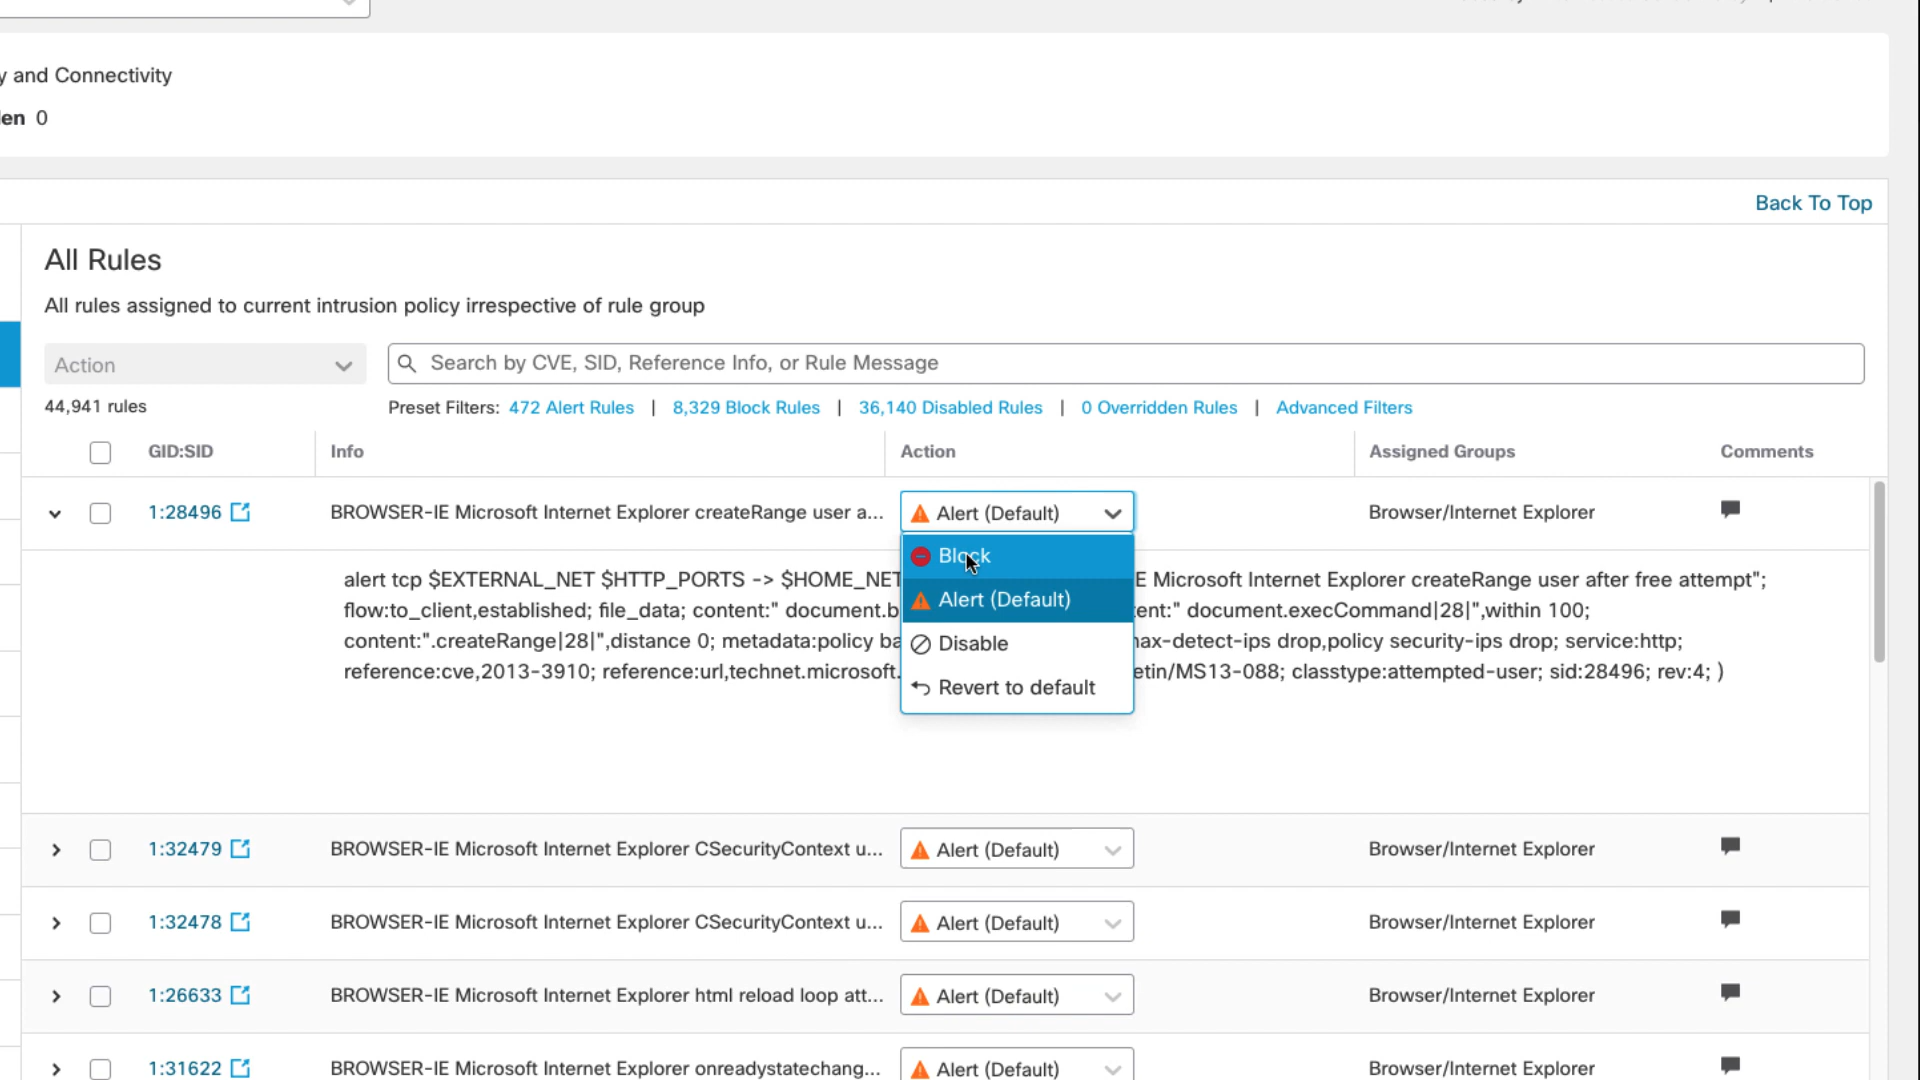 y and Connectivity
den 0
Back To Top
All Rules
All rules assigned to current intrusion policy irrespective of rule group
Action
Search by CVE, SID, Reference Info, or Rule Message
44,941 rules
Preset Filters: 472 Alert Rules | 8,329 Block Rules | 36,140 Disabled Rules | 0 Overridden Rules | Advanced Filters
GID:SID Info Action Assigned Groups Comments
1:28496 BROWSER-IE Microsoft Internet Explorer createRange user a... Alert (Default) Browser/Internet Explorer
Block
Alert (Default)
Disable
Revert to default
alert tcp $EXTERNAL_NET $HTTP_PORTS -> $HOME_NET E Microsoft Internet Explorer createRange user after free attempt";
flow:to_client,established; file_data; content:" document.b tent:" document.execCommand|28|",within 100;
content:".createRange|28|",distance 0; metadata:policy ba max-detect-ips drop,policy security-ips drop; service:http;
reference:cve,2013-3910; reference:url,technet.microsoft. etin/MS13-088; classtype:attempted-user; sid:28496; rev:4; )
1:32479 BROWSER-IE Microsoft Internet Explorer CSecurityContext u... Alert (Default) Browser/Internet Explorer
1:32478 BROWSER-IE Microsoft Internet Explorer CSecurityContext u... Alert (Default) Browser/Internet Explorer
1:26633 BROWSER-IE Microsoft Internet Explorer html reload loop att... Alert (Default) Browser/Internet Explorer
1:31622 BROWSER-IE Microsoft Internet Explorer onreadystatechang... Alert (Default) Browser/Internet Explorer